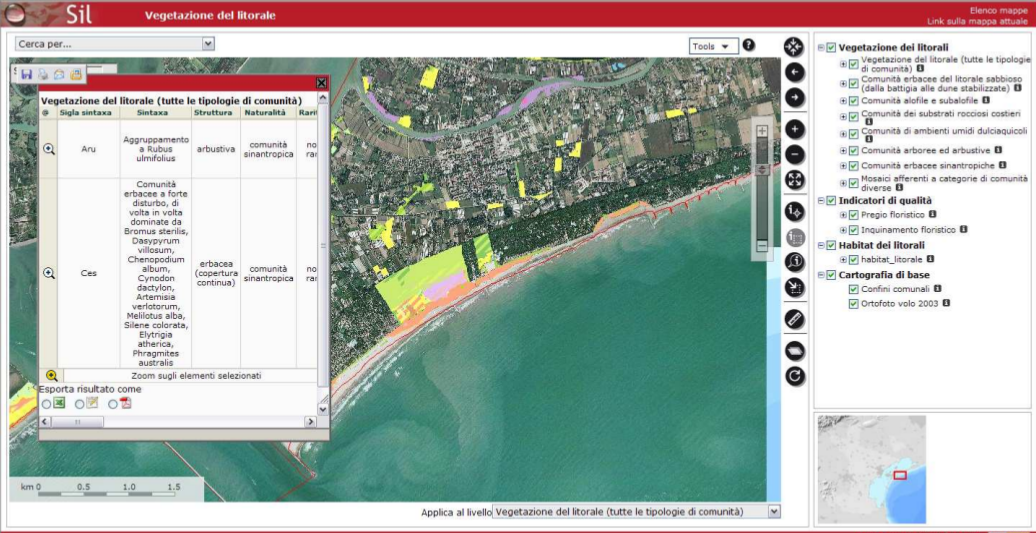 Sil
Vegetazione del litorale
Elenco mappe
Link sulla mappa attuale
Cerca per...
Tools
Vegetazione del litorale (tutte le tipologie di comunità)
@ Sigla sintaxa Sintaxa Struttura Naturalità
Aru
Aggruppamento
a Rubus
ulmifolius
arbustiva
comunità
sinantropica
Ces
Comunità
erbacee a forte
disturbo, di
volta in volta
dominate da
Bromus sterilis,
Dasypyrum
villosum,
Chenopodium
album,
Cynodon
dactylon,
Artemisia
verlotorum,
Melilotus alba,
Silene colorata,
Elytrigia
atherica,
Phragmites
australis
erbacea
(copertura
continua)
comunità
sinantropica
Zoom sugli elementi selezionati
Esporta risultato come
km 0 0.5 1.0 1.5
Applica al livello Vegetazione del litorale (tutte le tipologie di comunità)
Vegetazione dei litorali
Vegetazione del litorale (tutte le tipologie
di comunità)
Comunità erbacee del litorale sabbioso
(dalla battigia alle dune stabilizzate)
Comunità alofile e subalofile
Comunità dei substrati rocciosi costieri
Comunità di ambienti umidi dulciaquicoli
Comunità arboree ed arbustive
Comunità erbacee sinantropiche
Mosaici afferenti a categorie di comunità
diverse
Indicatori di qualità
Pregio floristico
Inquinamento floristico
Habitat dei litorali
habitat_litorale
Cartografia di base
Confini comunali
Ortofoto volo 2003